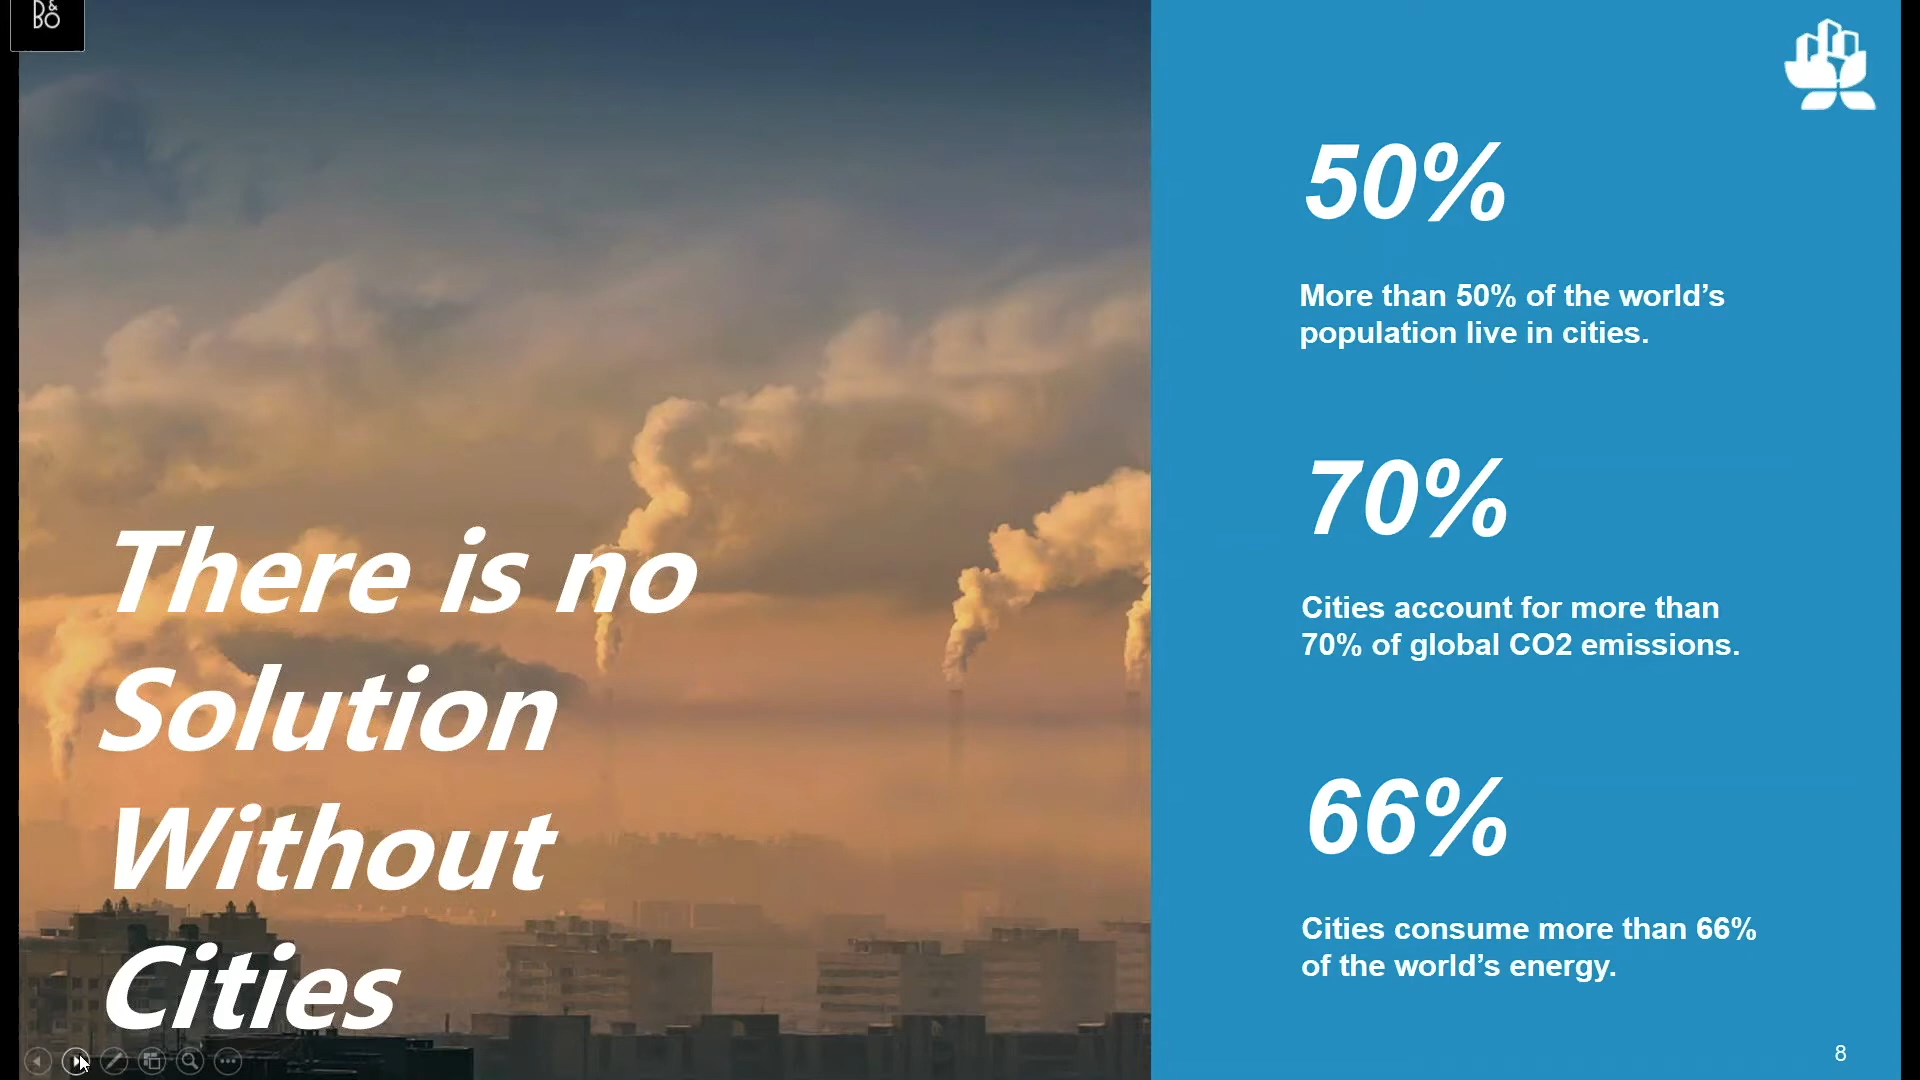 There is no
Solution
Without
Cities
50%
More than 50% of the world’s
population live in cities.
70%
Cities account for more than
70% of global CO2 emissions.
66%
Cities consume more than 66%
of the world’s energy.
8